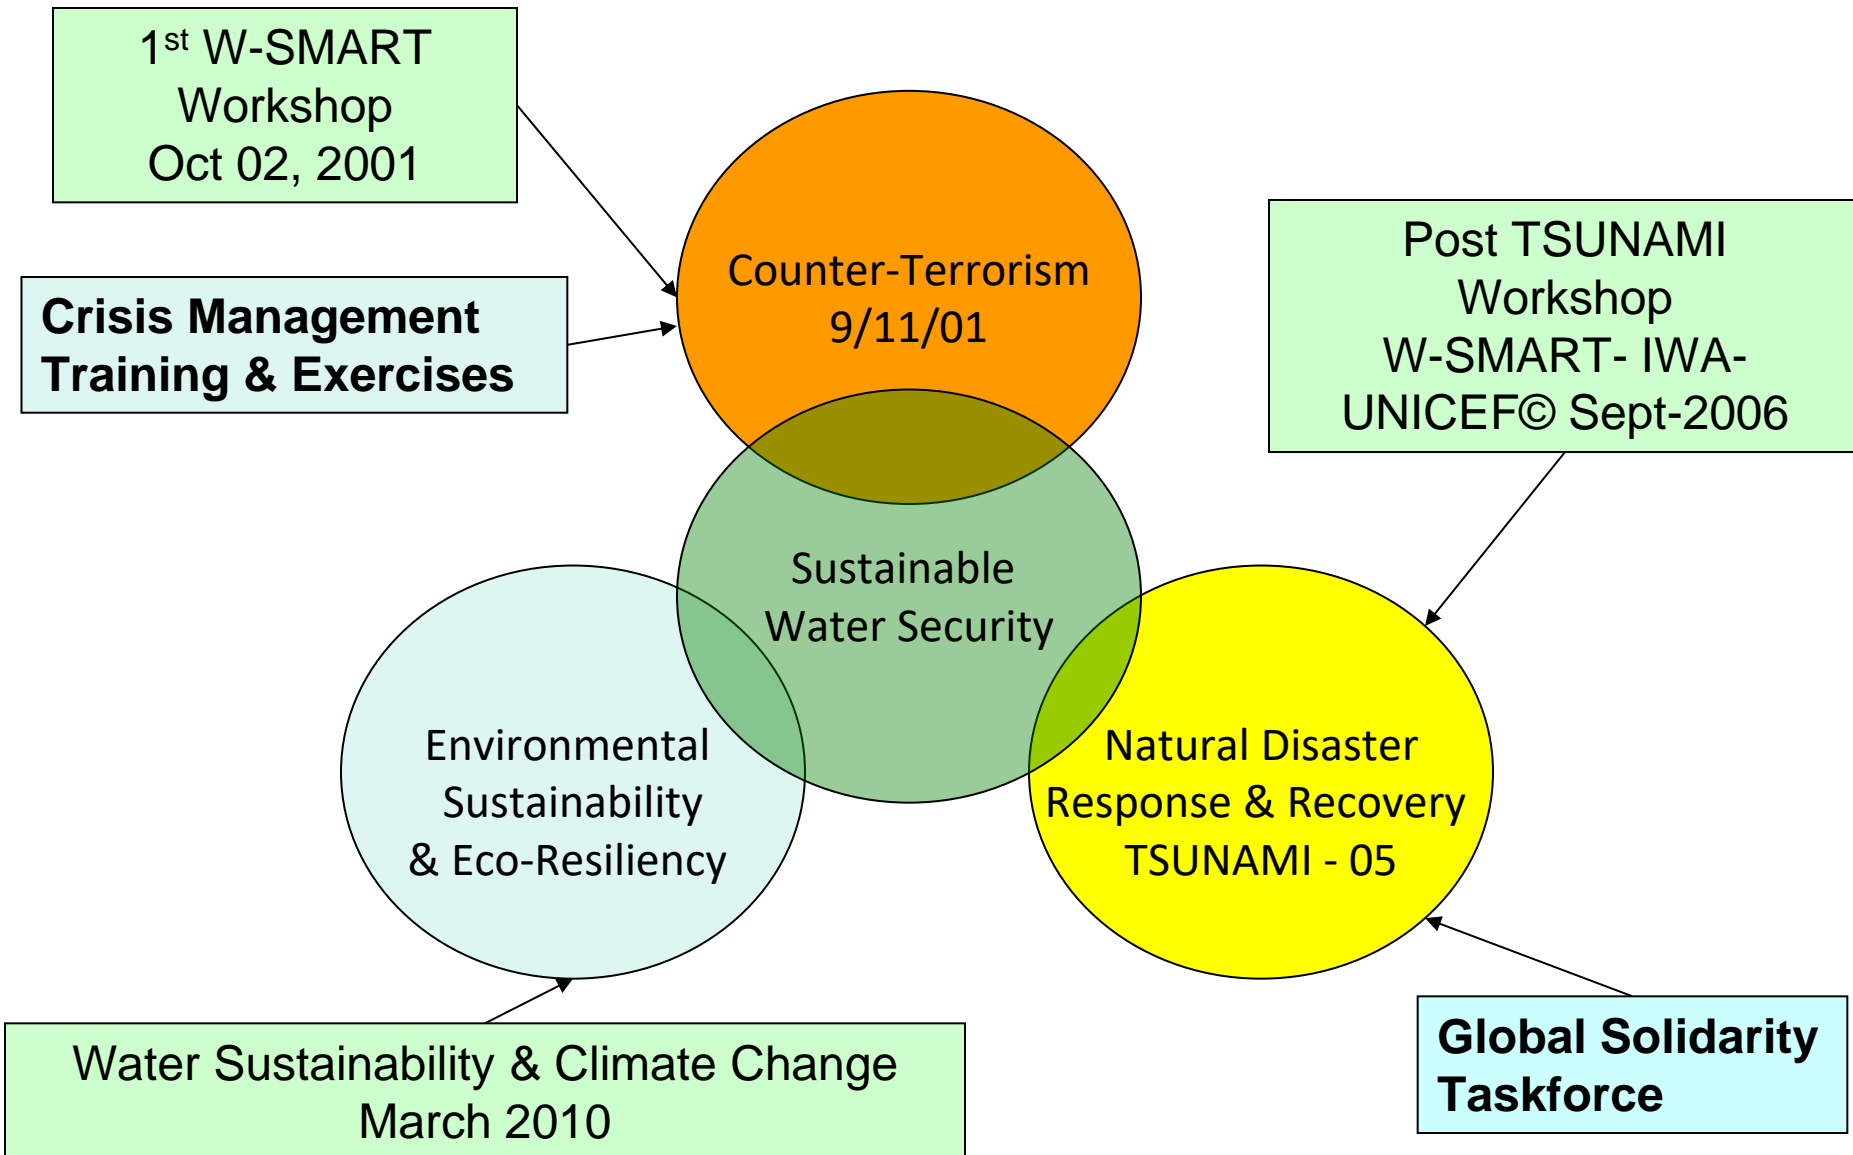 1st W-SMART
Workshop
Oct 02, 2001
Crisis Management
Training & Exercises
Counter-Terrorism
9/11/01
Post TSUNAMI
Workshop
W-SMART- IWA-
UNICEF© Sept-2006
Sustainable
Water Security
Environmental
Sustainability
& Eco-Resiliency
Natural Disaster
Response & Recovery
TSUNAMI - 05
Water Sustainability & Climate Change
March 2010
Global Solidarity
Taskforce